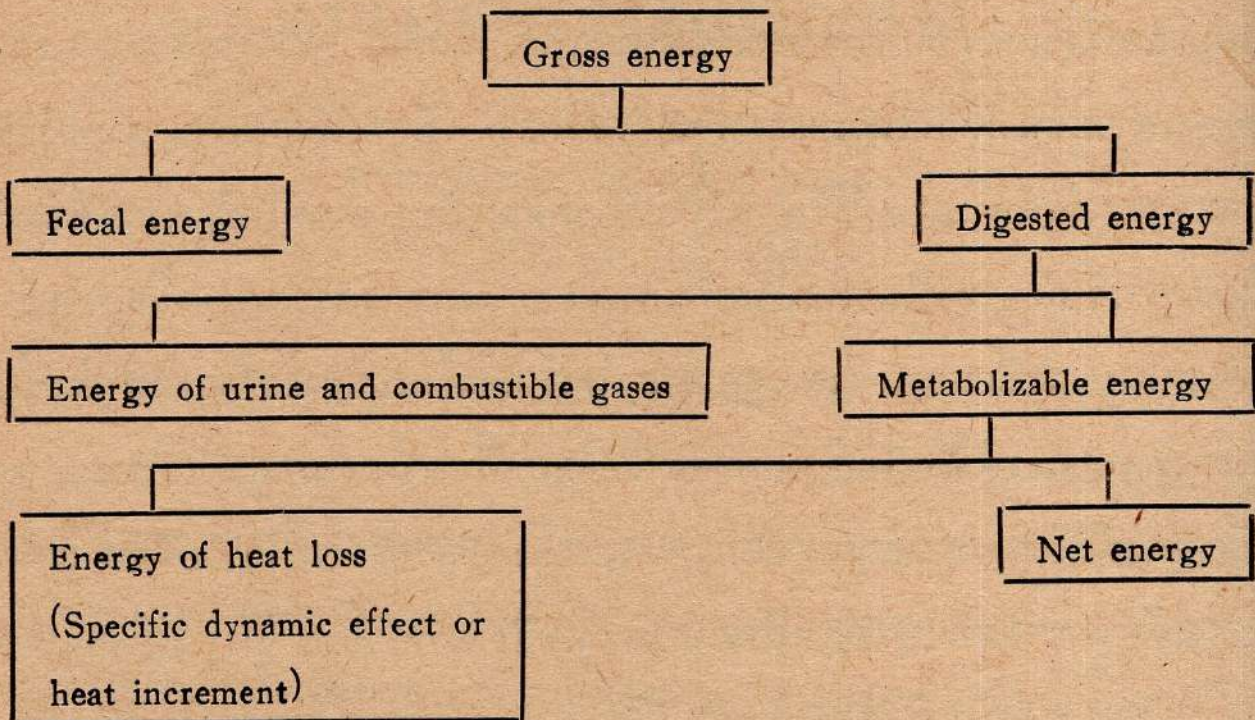 Gross energy
Fecal energy
Digested energy
Energy of urine and combustible gases
Metabolizable energy
Energy of heat loss
(Specific dynamic effect or
heat increment)
Net energy